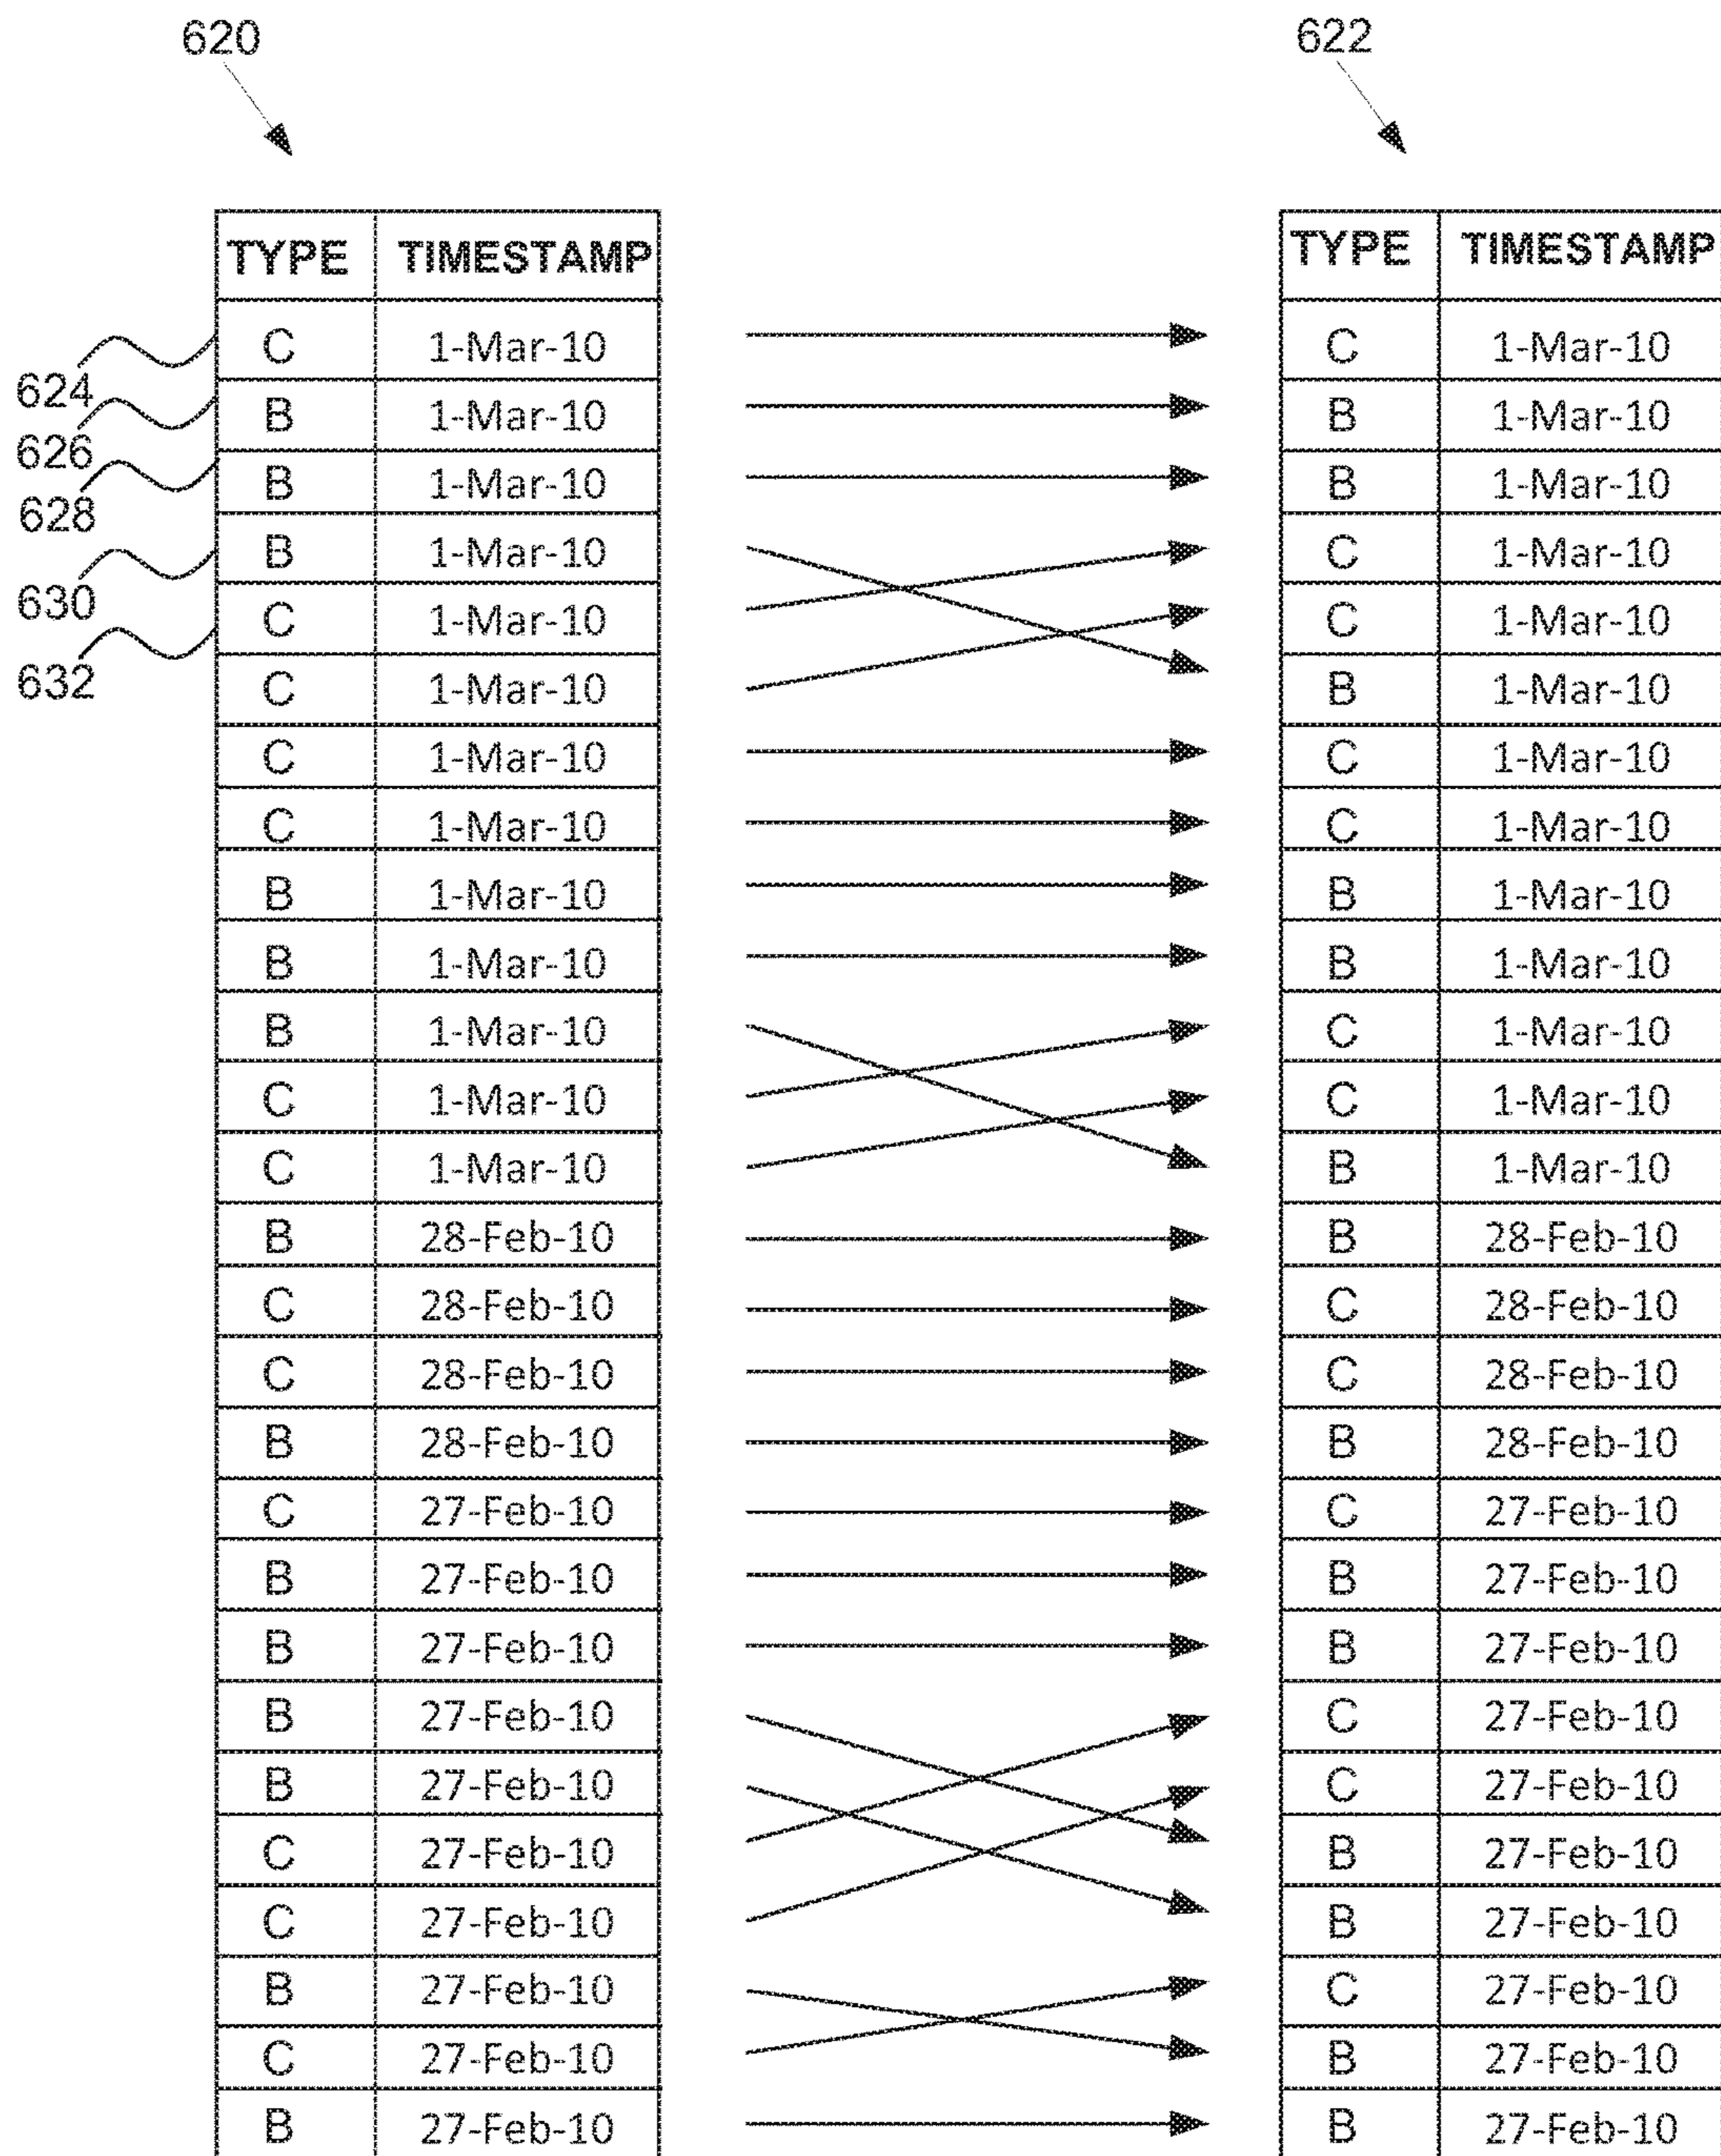 620 622
TYPE TIMESTAMP TYPE TIMESTAMP
C 1-Mar-10 C 1-Mar-10
624
B 1-Mar-10 B 1-Mar-10
626
B 1-Mar-10 B 1-Mar-10
628
B 1-Mar-10 C 1-Mar-10
630
C 1-Mar-10 C 1-Mar-10
632
C 1-Mar-10 B 1-Mar-10
C 1-Mar-10 C 1-Mar-10
C 1-Mar-10 C 1-Mar-10
B 1-Mar-10 B 1-Mar-10
B 1-Mar-10 B 1-Mar-10
B 1-Mar-10 C 1-Mar-10
C 1-Mar-10 C 1-Mar-10
C 1-Mar-10 B 1-Mar-10
B 28-Feb-10 B 28-Feb-10
C 28-Feb-10 C 28-Feb-10
C 28-Feb-10 C 28-Feb-10
B 28-Feb-10 B 28-Feb-10
C 27-Feb-10 C 27-Feb-10
B 27-Feb-10 B 27-Feb-10
B 27-Feb-10 B 27-Feb-10
B 27-Feb-10 C 27-Feb-10
B 27-Feb-10 C 27-Feb-10
C 27-Feb-10 B 27-Feb-10
C 27-Feb-10 B 27-Feb-10
B 27-Feb-10 C 27-Feb-10
C 27-Feb-10 B 27-Feb-10
B 27-Feb-10 B 27-Feb-10